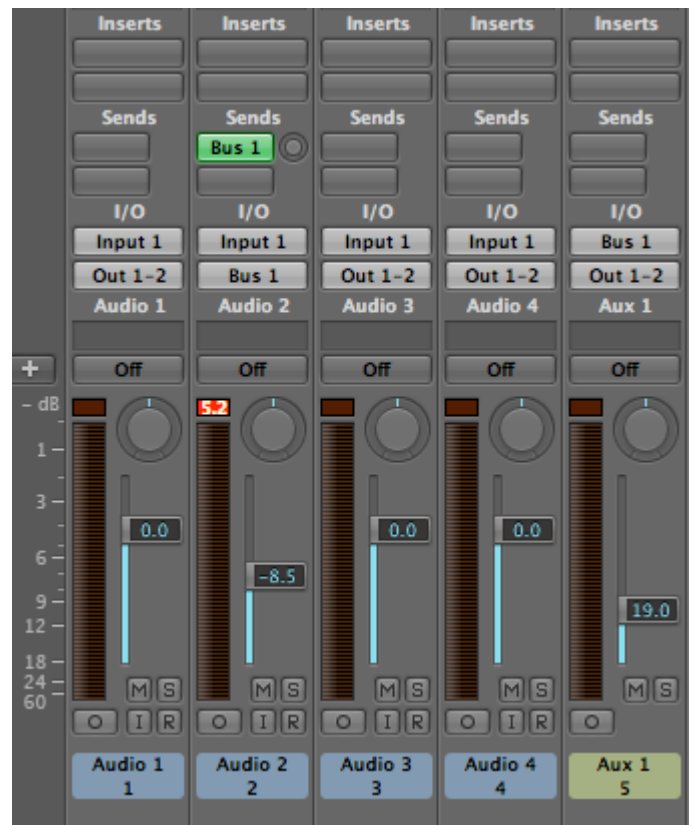 Inserts Inserts Inserts Inserts Inserts
Sends Sends Sends Sends Sends
Bus 1
I/O I/O I/O I/O I/O
Input 1 Input 1 Input 1 Input 1 Bus 1
Out 1-2 Bus 1 Out 1-2 Out 1-2 Out 1-2
Audio 1 Audio 2 Audio 3 Audio 4 Aux 1
+ Off Off Off Off Off
- dB 5.2
1
3
0.0 0.0 0.0
6
-8.5
9
19.0
12
18
24 M S M S M S M S M S
60
O I R O I R O I R O I R O
Audio 1 Audio 2 Audio 3 Audio 4 Aux 1
1 2 3 4 5